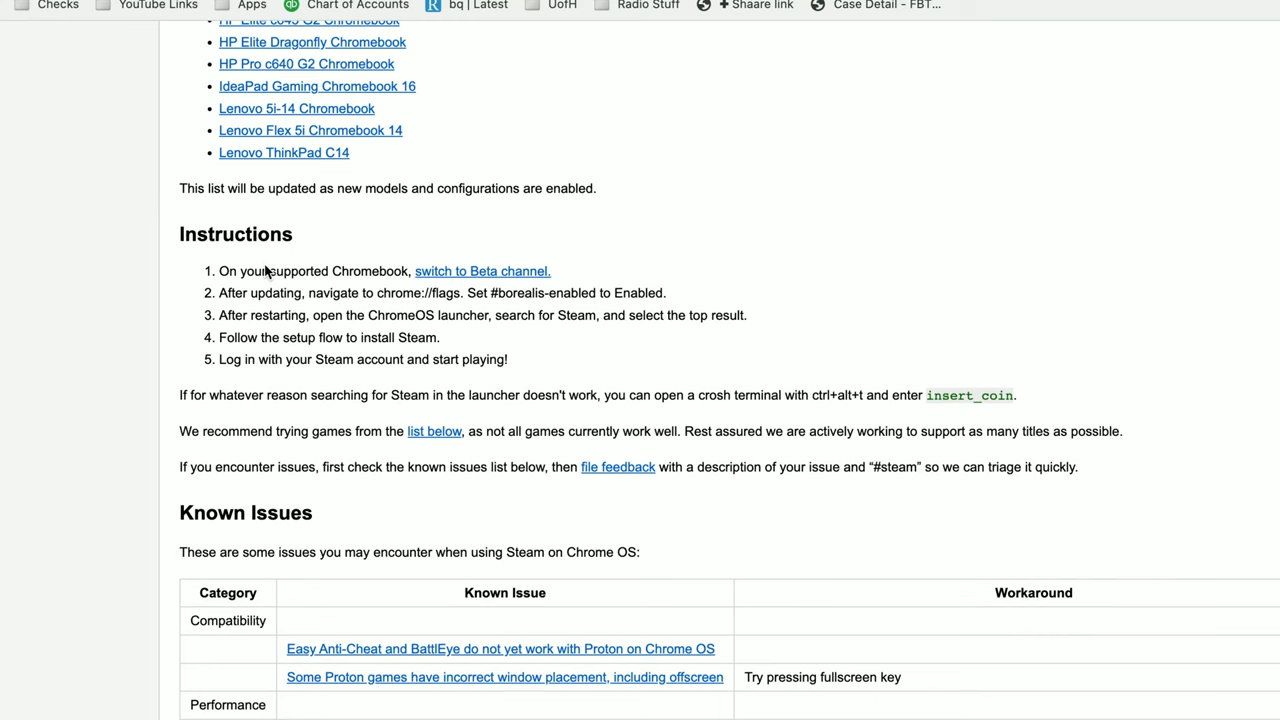 Checks YouTube Links Apps Chart of Accounts bq | Latest UofH Radio Stuff Shaare link Case Detail - FBT...
HP Elite c645 G2 Chromebook
HP Elite Dragonfly Chromebook
HP Pro c640 G2 Chromebook
IdeaPad Gaming Chromebook 16
Lenovo 5i-14 Chromebook
Lenovo Flex 5i Chromebook 14
Lenovo ThinkPad C14
This list will be updated as new models and configurations are enabled.
Instructions
1. On your supported Chromebook, switch to Beta channel.
2. After updating, navigate to chrome://flags. Set #borealis-enabled to Enabled.
3. After restarting, open the ChromeOS launcher, search for Steam, and select the top result.
4. Follow the setup flow to install Steam.
5. Log in with your Steam account and start playing!
If for whatever reason searching for Steam in the launcher doesn't work, you can open a crosh terminal with ctrl+alt+t and enter insert_coin.
We recommend trying games from the list below, as not all games currently work well. Rest assured we are actively working to support as many titles as possible.
If you encounter issues, first check the known issues list below, then file feedback with a description of your issue and “#steam” so we can triage it quickly.
Known Issues
These are some issues you may encounter when using Steam on Chrome OS:
Category Known Issue Workaround
Compatibility
Easy Anti-Cheat and BattlEye do not yet work with Proton on Chrome OS
Some Proton games have incorrect window placement, including offscreen Try pressing fullscreen key
Performance